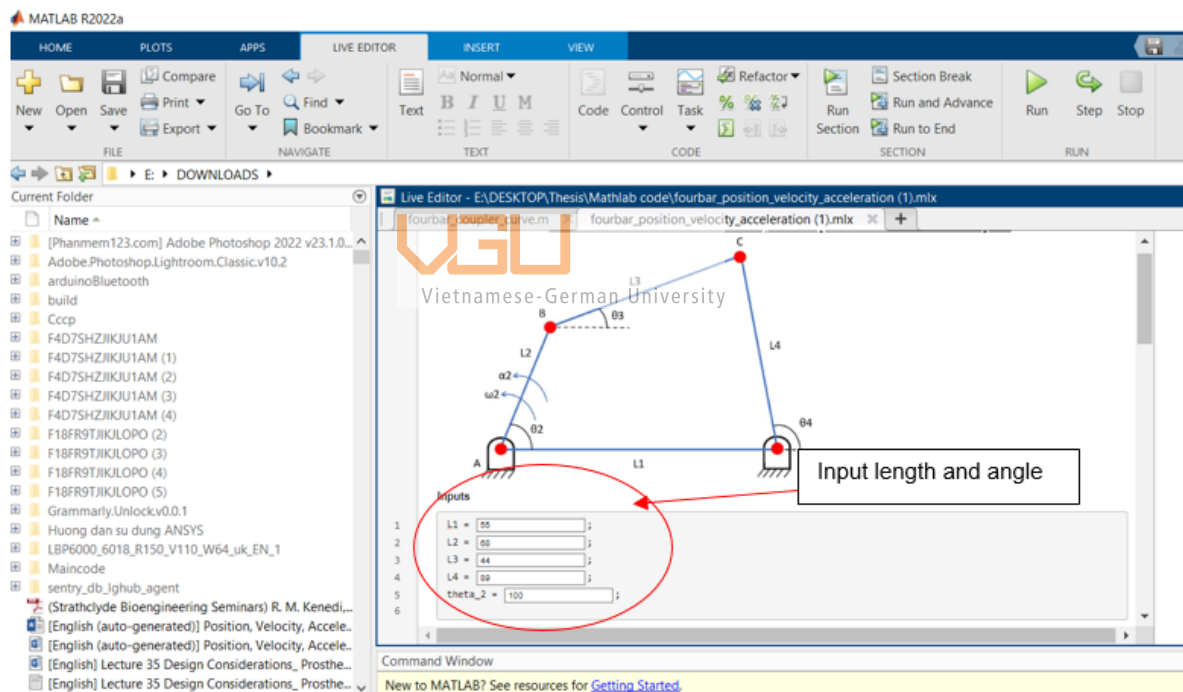 MATLAB R2022a
HOME PLOTS APPS LIVE EDITOR INSERT VIEW
New Open Save Compare Print Export Go To Find Bookmark Text Aa Normal B I U M Code Control Task Refactor Run Section Section Break Run and Advance Run to End Run Step Stop
FILE NAVIGATE TEXT CODE SECTION RUN
E: DOWNLOADS
Current Folder
Name
[Phanmem123.com] Adobe Photoshop 2022 v23.1.0...
Adobe.Photoshop.Lightroom.Classic.v10.2
arduinoBluetooth
build
Cccp
F4D7SHZJIKJU1AM
F4D7SHZJIKJU1AM (1)
F4D7SHZJIKJU1AM (2)
F4D7SHZJIKJU1AM (3)
F4D7SHZJIKJU1AM (4)
F18FR9TJIKJLOPO (2)
F18FR9TJIKJLOPO (3)
F18FR9TJIKJLOPO (4)
F18FR9TJIKJLOPO (5)
Grammarly.Unlock.v0.0.1
Huong dan su dung ANSYS
LBP6000_6018_R150_V110_W64_uk_EN_1
Maincode
sentry_db_lghub_agent
(Strathclyde Bioengineering Seminars) R. M. Kenedi,...
[English (auto-generated)] Position, Velocity, Accele..
[English (auto-generated)] Position, Velocity, Accele..
[English] Lecture 35 Design Considerations_ Prosthe...
[English] Lecture 35 Design Considerations_ Prosthe...
Live Editor - E:\DESKTOP\Thesis\Mathlab code\fourbar_position_velocity_acceleration (1).mlx
fourbar_coupler_curve.m fourbar_position_velocity_acceleration (1).mlx
VGU
Vietnamese-German University
C
L3
B
θ3
L2
L4
α2
ω2
θ2
θ4
A
L1
Input length and angle
Inputs
1 L1 = 55 ;
2 L2 = 68 ;
3 L3 = 44 ;
4 L4 = 89 ;
5 theta_2 = 100 ;
6
Command Window
New to MATLAB? See resources for Getting Started.